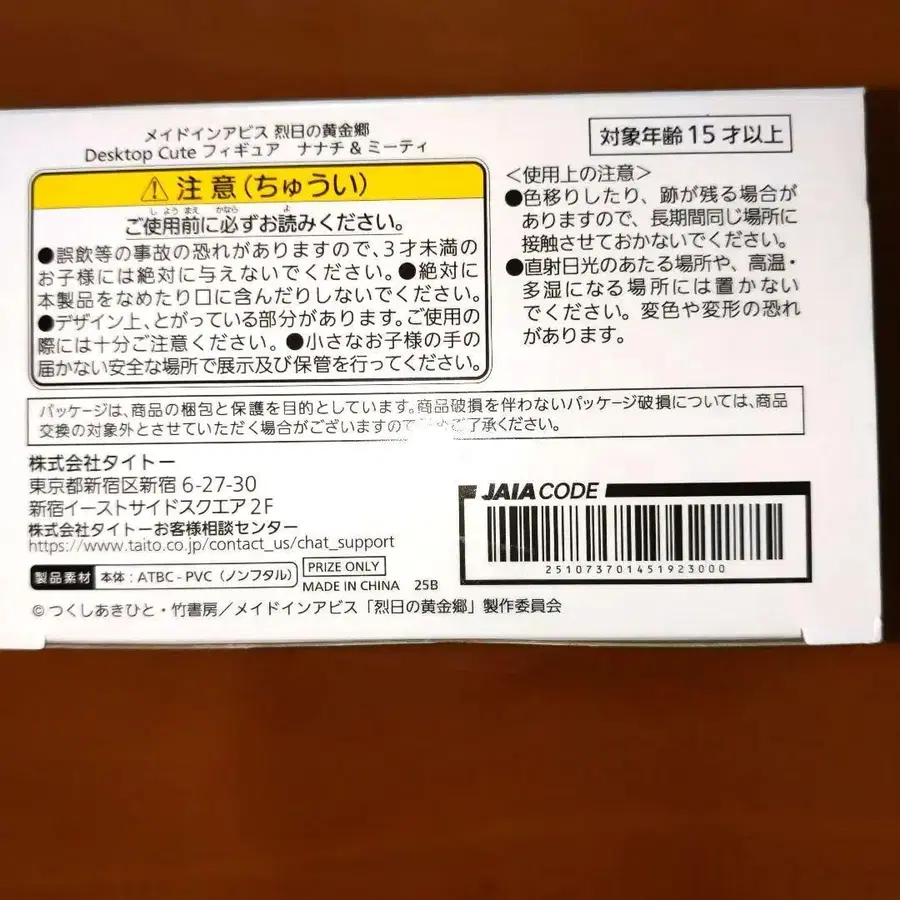 メイドインアビス 烈日の黄金郷
Desktop Cute フィギュア ナナチ & ミーティ
対象年齢 15 才以上
注 意(ちゅうい)
ご使用前に必ずお読みください。
●誤飲等の事故の恐れがありますので、3才未満の
お子様には絶対に与えないでください。●絶対に
本製品をなめたり口に含んだりしないでください。
●デザイン上、とがっている部分があります。ご使用の
際には十分ご注意ください。●小さなお子様の手の
届かない安全な場所で展示及び保管を行ってください。
<使用上の注意>
●色移りしたり、跡が残る場合が
ありますので、長期間同じ場所に
接触させておかないでください。
●直射日光のあたる場所や、高温・
多湿になる場所には置かない
でください。変色や変形の恐れ
があります。
パッケージは、商品の梱包と保護を目的としています。商品破損を伴わないパッケージ破損については、商品
交換の対象外とさせていただく場合がございますので ご了承ください。
株式会社タイトー
東京都新宿区新宿 6-27-30
新宿イーストサイドスクエア 2F
株式会社タイトーお客様相談センター
https://www.taito.co.jp/contact_us/chat_support
製品素材 本体:ATBC-PVC(ノンフタル)
PRIZE ONLY
MADE IN CHINA 25B
JAIA CODE
2510737014519230​00
©つくしあきひと・竹書房/メイドインアビス「烈日の黄金郷」製作委員会